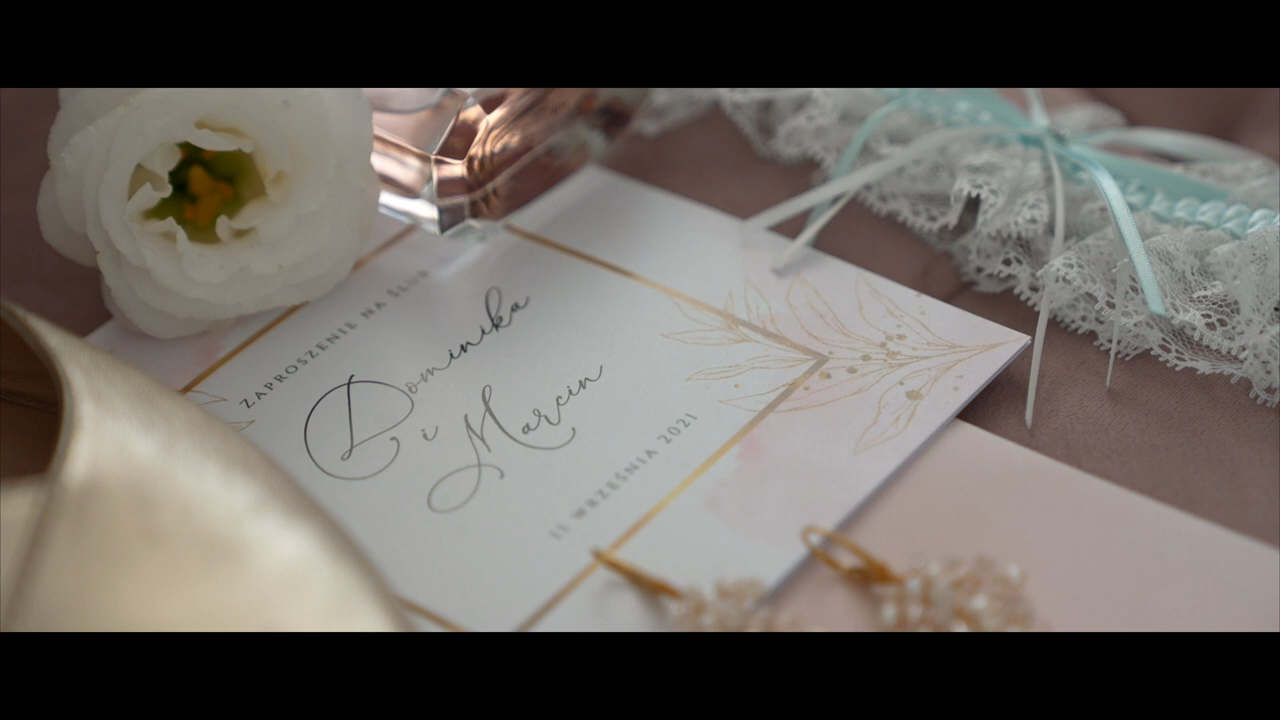 ZAPROSZENIE NA ŚLUB
Dominika
i Marcin
11 WRZEŚNIA 2021